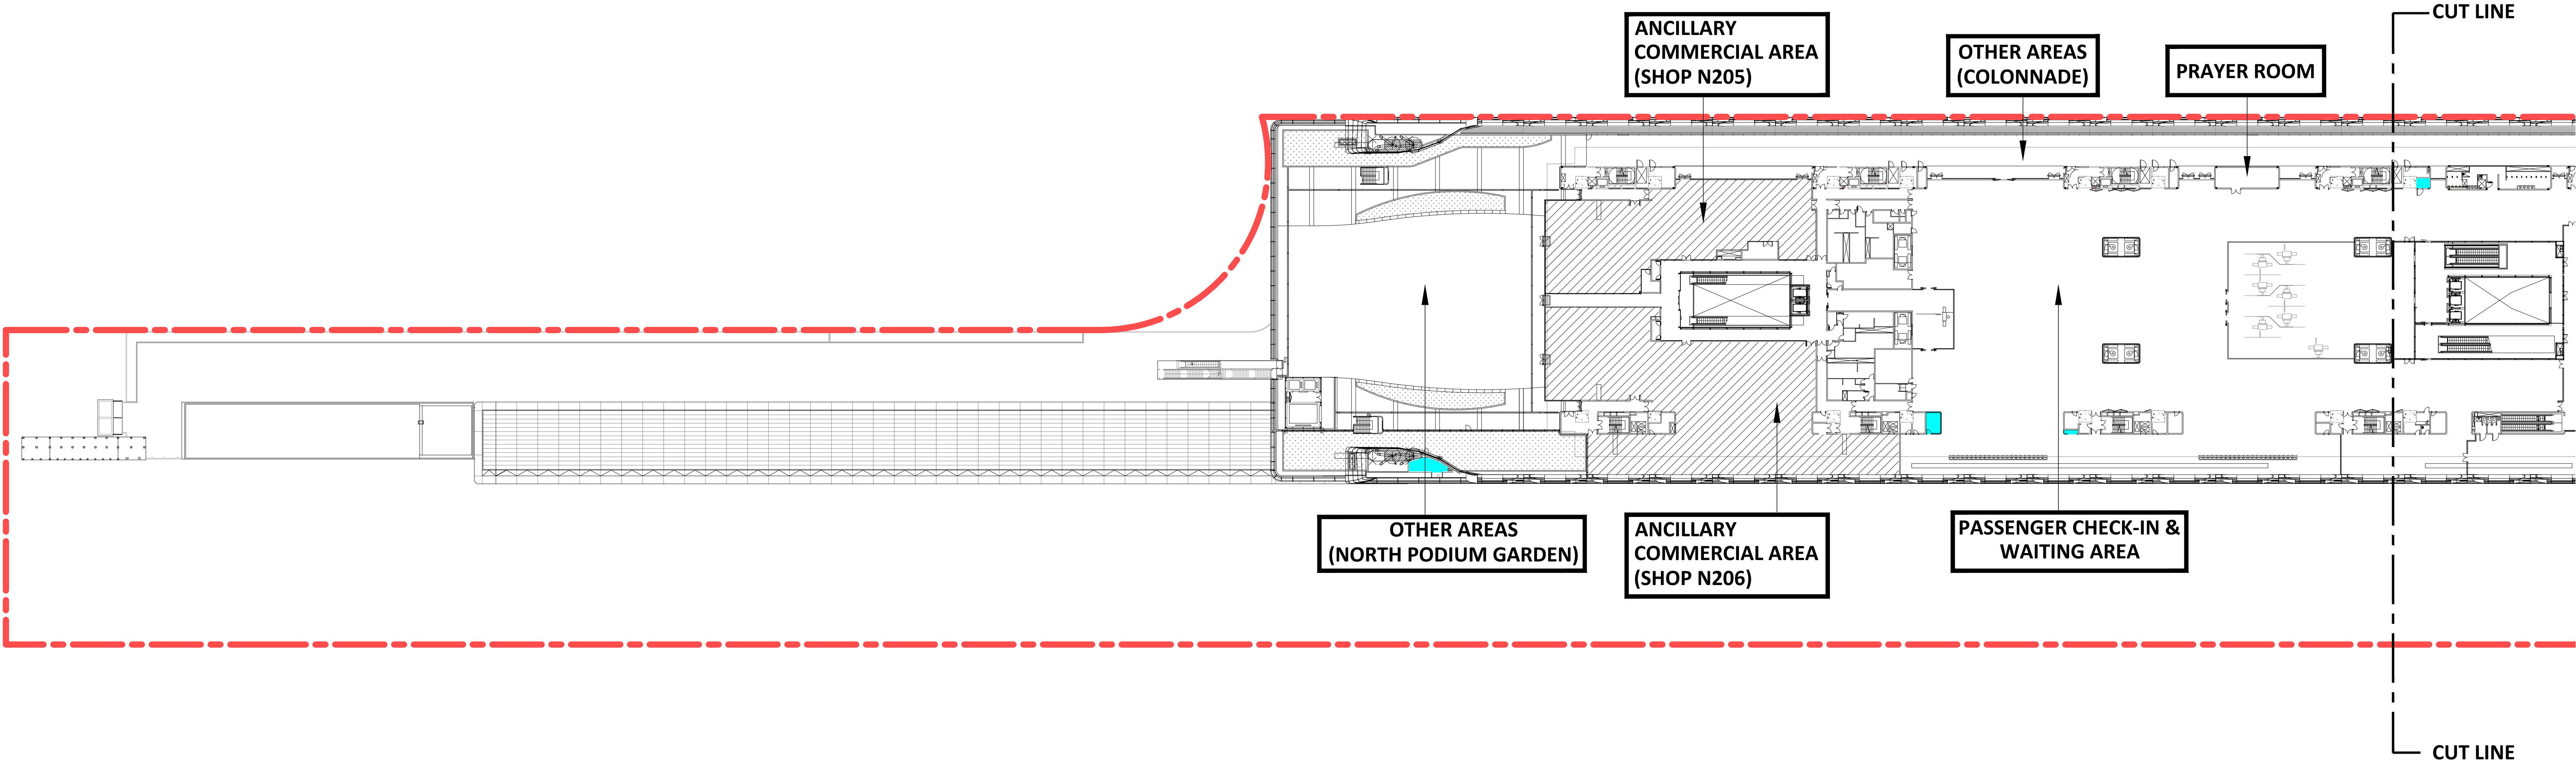 CUT LINE
ANCILLARY
COMMERCIAL AREA
(SHOP N205)
OTHER AREAS
(COLONNADE)
PRAYER ROOM
OTHER AREAS
(NORTH PODIUM GARDEN)
ANCILLARY
COMMERCIAL AREA
(SHOP N206)
PASSENGER CHECK-IN &
WAITING AREA
CUT LINE